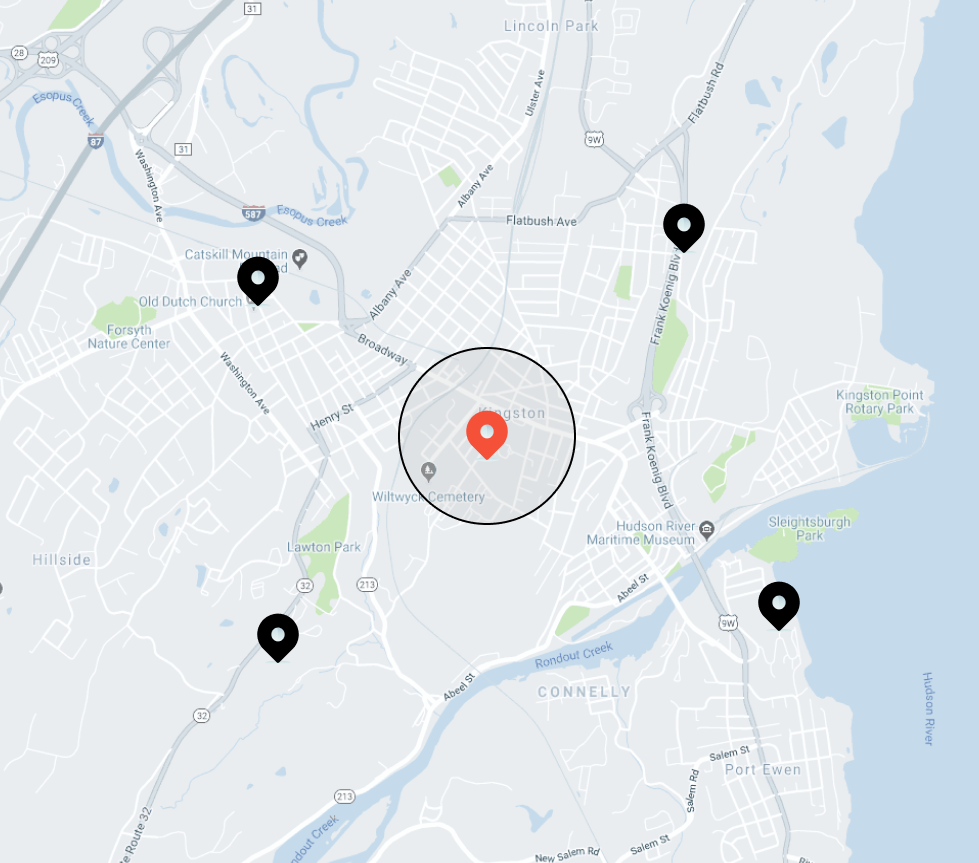 31
Lincoln Park
28
209
Esopus Creek
87
31
Washington Ave
Ulster Ave
Flatbush Rd
9W
Albany Ave
587
Esopus Creek
Flatbush Ave
Catskill Mountain
Old Dutch Church
Forsyth
Nature Center
Albany Ave
Broadway
Frank Koenig Blvd
Washington Ave
Henry St
Kingston
Kingston Point
Rotary Park
Frank Koenig Blvd
Wiltwyck Cemetery
Hudson River
Maritime Museum
Sleightsburgh
Park
Hillside
Lawton Park
32
213
Abeel St
9W
Rondout Creek
Abeel St
CONNELLY
32
Hudson River
Salem St
Port Ewen
Salem Rd
213
Route 32
Creek
New Salem Rd
Salem St